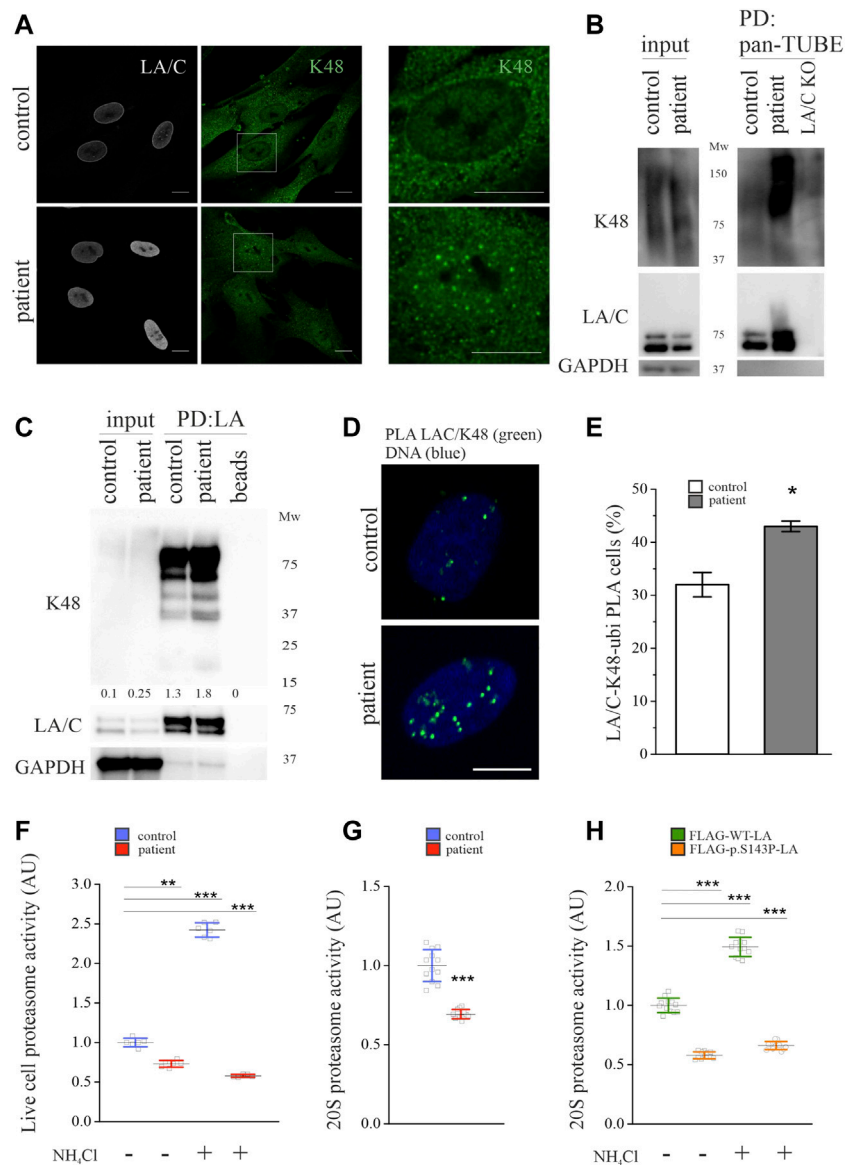 A
LA/C
K48
K48
control
patient
B
input
PD:
pan-TUBE
control
patient
control
patient
LA/C KO
Mw
150
K48
75
37
LA/C
75
GAPDH
37
C
input
PD:LA
control
patient
control
patient
beads
Mw
75
K48
37
25
15
0.1 0.25 1.3 1.8 0
75
LA/C
GAPDH
37
D
PLA LAC/K48 (green)
DNA (blue)
control
patient
E
control
patient
*
LA/C-K48-ubi PLA cells (%)
50
40
30
20
10
0
F
control
patient
Live cell proteasome activity (AU)
3.0
2.5
2.0
1.5
1.0
0.5
0.0
**
***
***
NH₄Cl - - + +
G
control
patient
20S proteasome activity (AU)
1.5
1.0
0.5
0.0
***
H
FLAG-WT-LA
FLAG-p.S143P-LA
20S proteasome activity (AU)
2.0
1.5
1.0
0.5
0.0
***
***
***
NH₄Cl - - + +